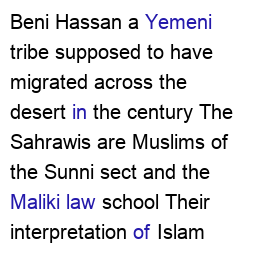 Beni Hassan a Yemeni
tribe supposed to have
migrated across the
desert in the century The
Sahrawis are Muslims of
the Sunni sect and the
Maliki law school Their
interpretation of Islam